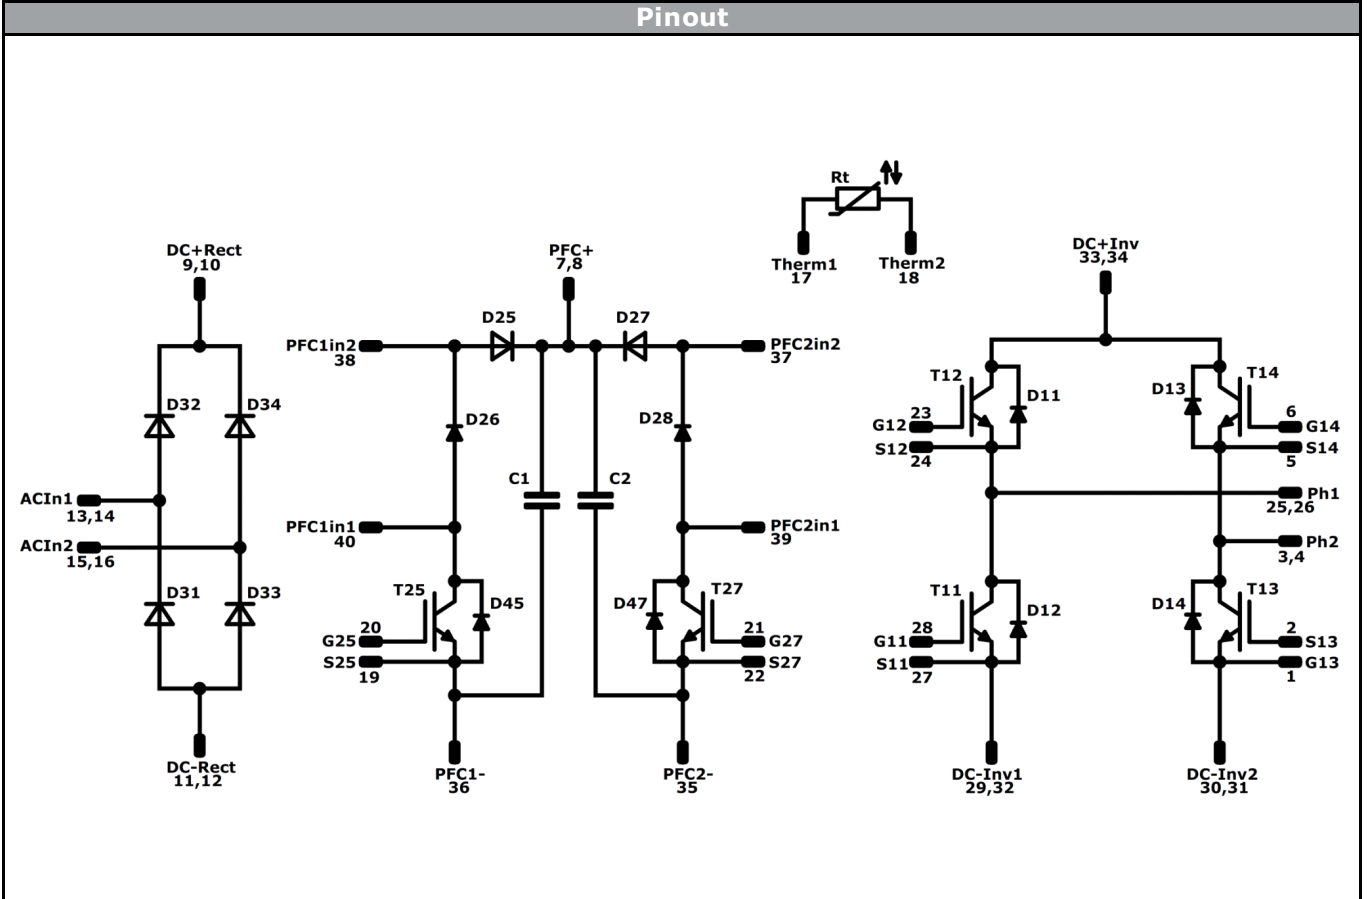 Pinout
Rt
Therm1
17
Therm2
18
DC+Rect
9,10
D32
D34
ACIn1
13,14
ACIn2
15,16
D31
D33
DC-Rect
11,12
PFC+
7,8
D25
D27
PFC1in2
38
PFC2in2
37
D26
D28
C1
C2
PFC1in1
40
PFC2in1
39
T25
D45
D47
T27
20
G25
S25
19
21
G27
S27
22
PFC1-
36
PFC2-
35
DC+Inv
33,34
T12
D11
D13
T14
23
G12
S12
24
6
G14
S14
5
Ph1
25,26
Ph2
3,4
T11
D12
D14
T13
28
G11
S11
27
2
S13
G13
1
DC-Inv1
29,32
DC-Inv2
30,31